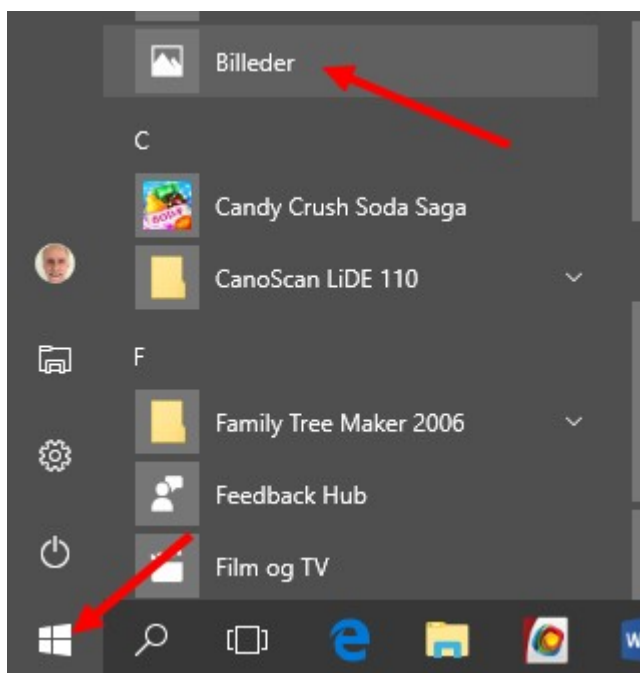 Billeder
C
Candy Crush Soda Saga
CanoScan LiDE 110
F
Family Tree Maker 2006
Feedback Hub
Film og TV
W